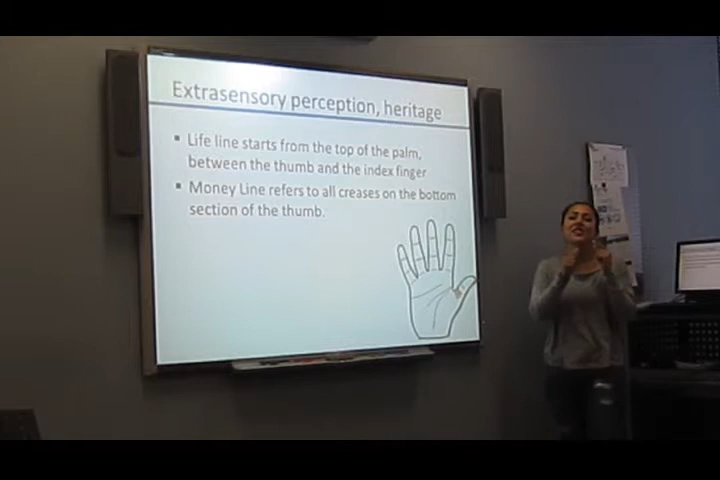 Extrasensory perception, heritage
▪ Life line starts from the top of the palm,
between the thumb and the index finger
▪ Money Line refers to all creases on the bottom
section of the thumb.